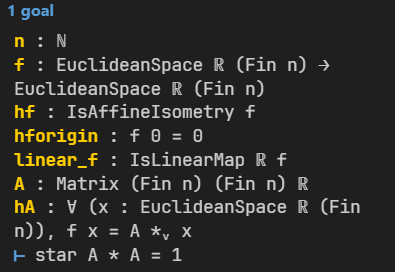 1 goal
n : ℕ
f : EuclideanSpace ℝ (Fin n) →
EuclideanSpace ℝ (Fin n)
hf : IsAffineIsometry f
hforigin : f 0 = 0
linear_f : IsLinearMap ℝ f
A : Matrix (Fin n) (Fin n) ℝ
hA : ∀ (x : EuclideanSpace ℝ (Fin
n)), f x = A *ᵥ x
⊢ star A * A = 1